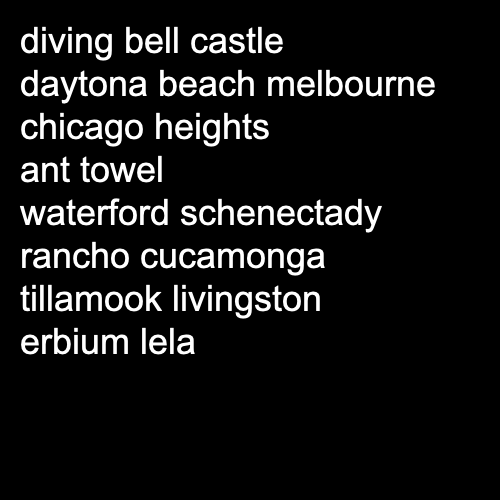 diving bell castle
daytona beach melbourne
chicago heights
ant towel
waterford schenectady
rancho cucamonga
tillamook livingston
erbium lela